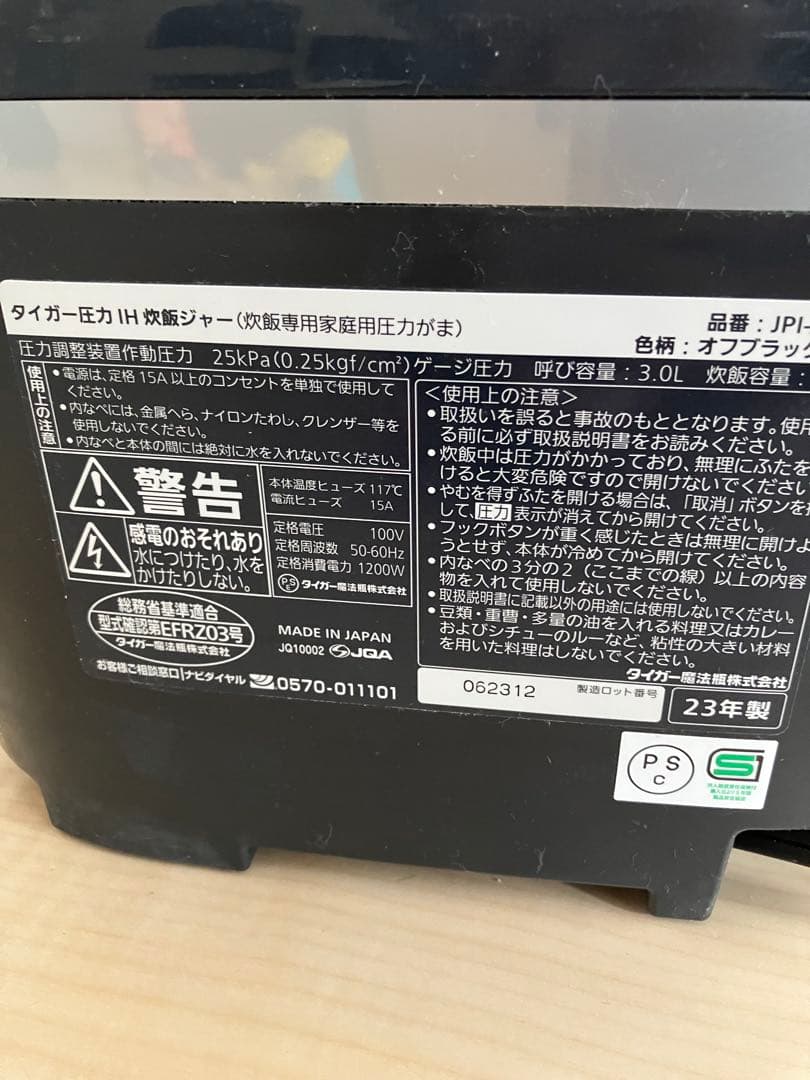 タイガー圧力IH炊飯ジャー(炊飯専用家庭用圧力がま)
品番:JPI-
色柄:オフブラック
圧力調整装置作動圧力 25kPa(0.25kgf/cm²)ゲージ圧力 呼び容量:3.0L 炊飯容量:
使用上の注意
•電源は、定格15A以上のコンセントを単独で使用して
ください。
•内なべには、金属へら、ナイロンたわし、クレンザー等を
使用しないでください。
•内なべと本体の間には絶対に水を入れないでください。
警告
感電のおそれあり
水につけたり、水を
かけたりしない。
本体温度ヒューズ 117℃
電流ヒューズ 15A
定格電圧 100V
定格周波数 50-60Hz
定格消費電力 1200W
PSE タイガー魔法瓶株式会社
総務省基準適合
型式確認第EFRZ03号
タイガー魔法瓶株式会社
MADE IN JAPAN
JQ10002 JQA
お客様ご相談窓口 ナビダイヤル 0570-011101
<使用上の注意>
•取扱いを誤ると事故のもととなります。使用
る前に必ず取扱説明書をお読みください。
•炊飯中は圧力がかかっており、無理にふたを
けると大変危険ですので開けないでください
•やむを得ずふたを開ける場合は、「取消」ボタンを
して、圧力表示が消えてから開けてください。
•フックボタンが重く感じたときは無理に開けよ
うとせず、本体が冷めてから開けてください。
•内なべの3分の2(ここまでの線)以上の内容
物を入れて使用しないでください。
•取扱説明書に記載以外の用途には使用しないでください。
•豆類・重曹・多量の油を入れる料理又はカレー
およびシチューのルーなど、粘性の大きい材料
を用いた料理はしないでください。
タイガー魔法瓶株式会社
062312 製造ロット番号
23年製
PSC